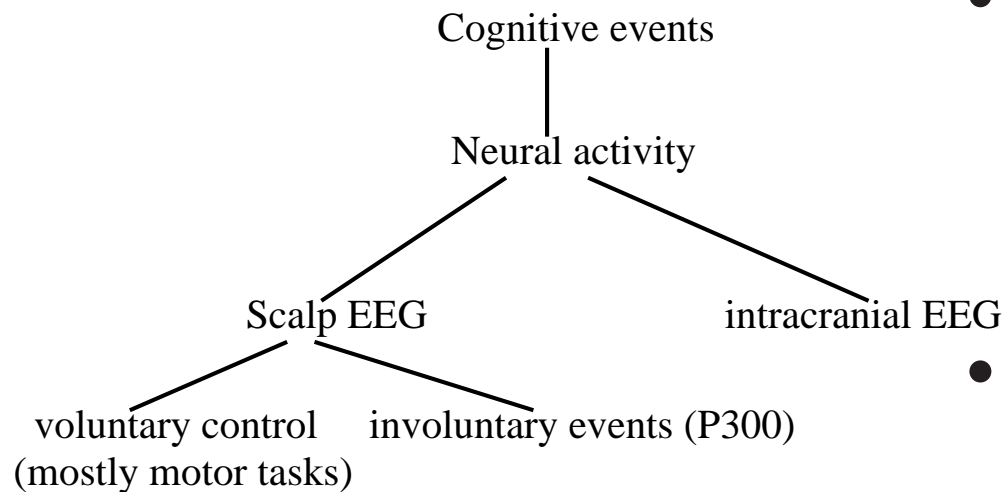 Cognitive events
Neural activity
Scalp EEG
intracranial EEG
voluntary control
(mostly motor tasks)
involuntary events (P300)